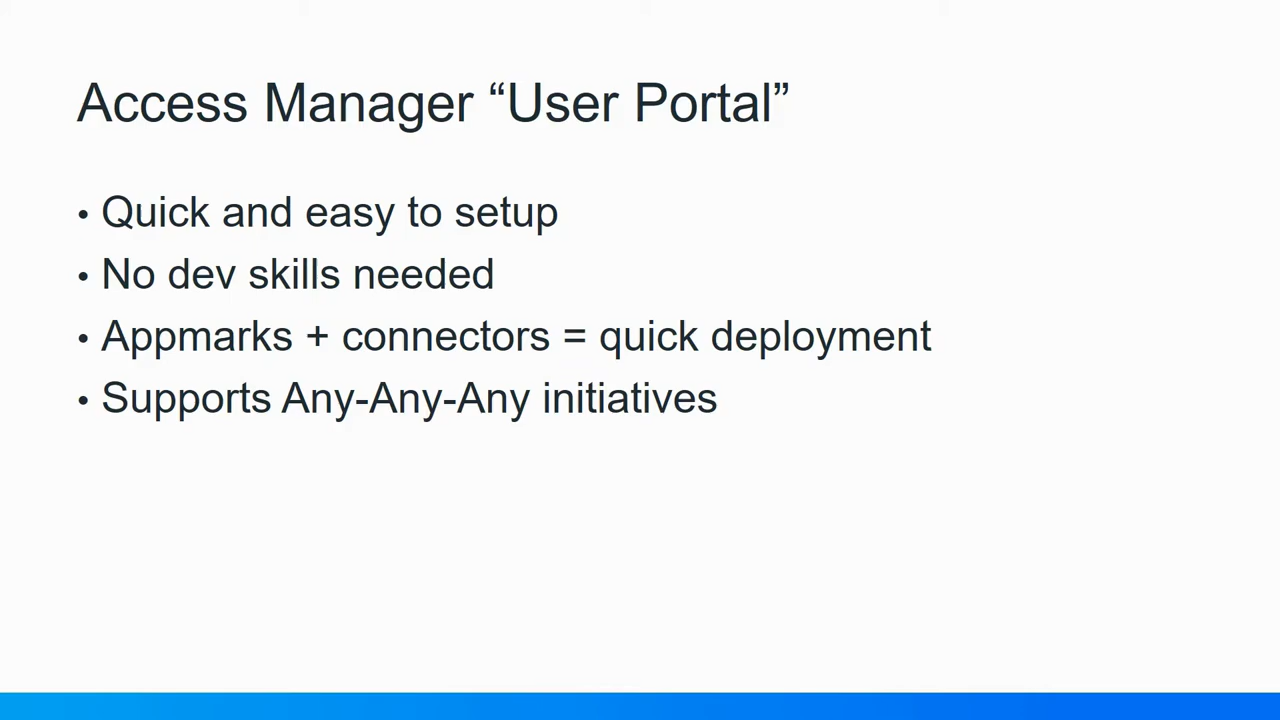 Access Manager “User Portal”
• Quick and easy to setup
• No dev skills needed
• Appmarks + connectors = quick deployment
• Supports Any-Any-Any initiatives